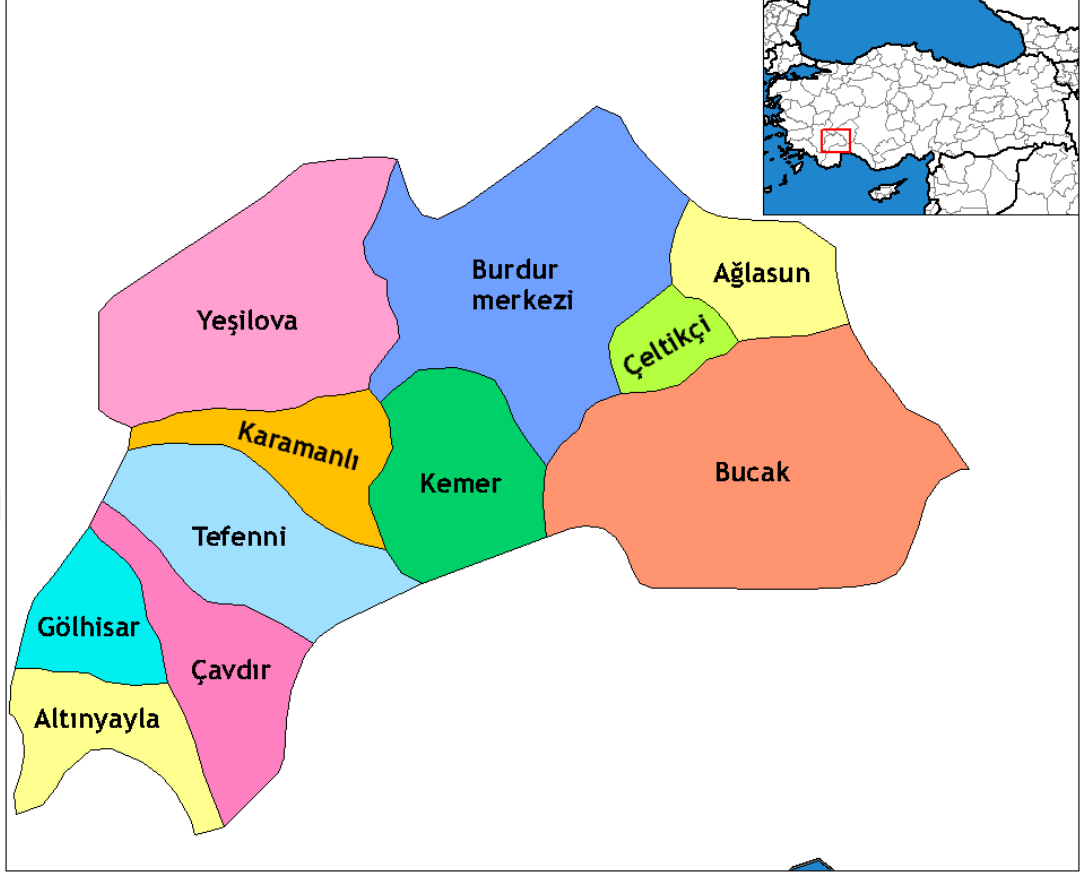 Burdur
merkezi
Ağlasun
Yeşilova
Çeltikçi
Karamanlı
Kemer
Bucak
Tefenni
Gölhisar
Çavdır
Altınyayla